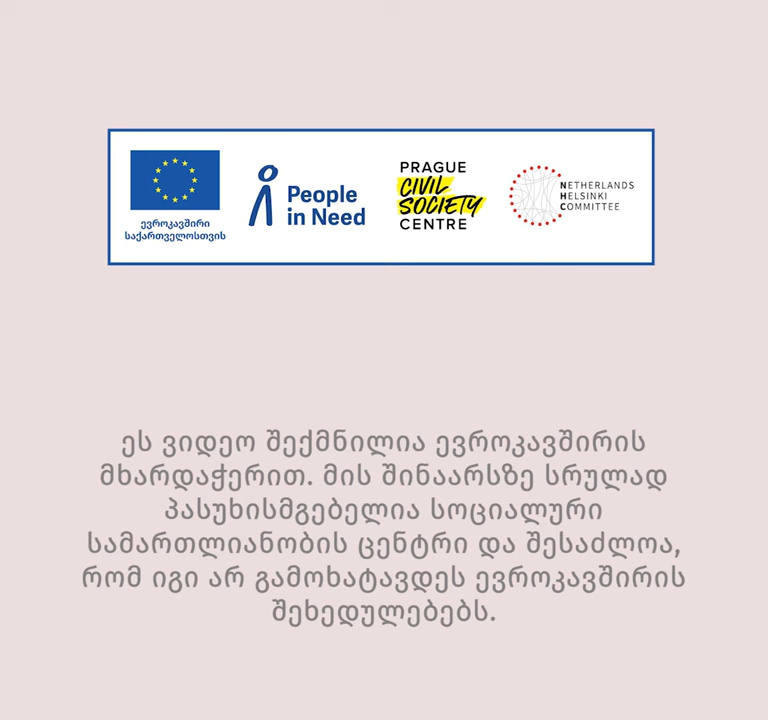 ევროკავშირი
საქართველოსთვის
People
in Need
PRAGUE
CIVIL
SOCIETY
CENTRE
NETHERLANDS
HELSINKI
COMMITTEE
ეს ვიდეო შექმნილია ევროკავშირის
მხარდაჭერით. მის შინაარსზე სრულად
პასუხისმგებელია სოციალური
სამართლიანობის ცენტრი და შესაძლოა,
რომ იგი არ გამოხატავდეს ევროკავშირის
შეხედულებებს.